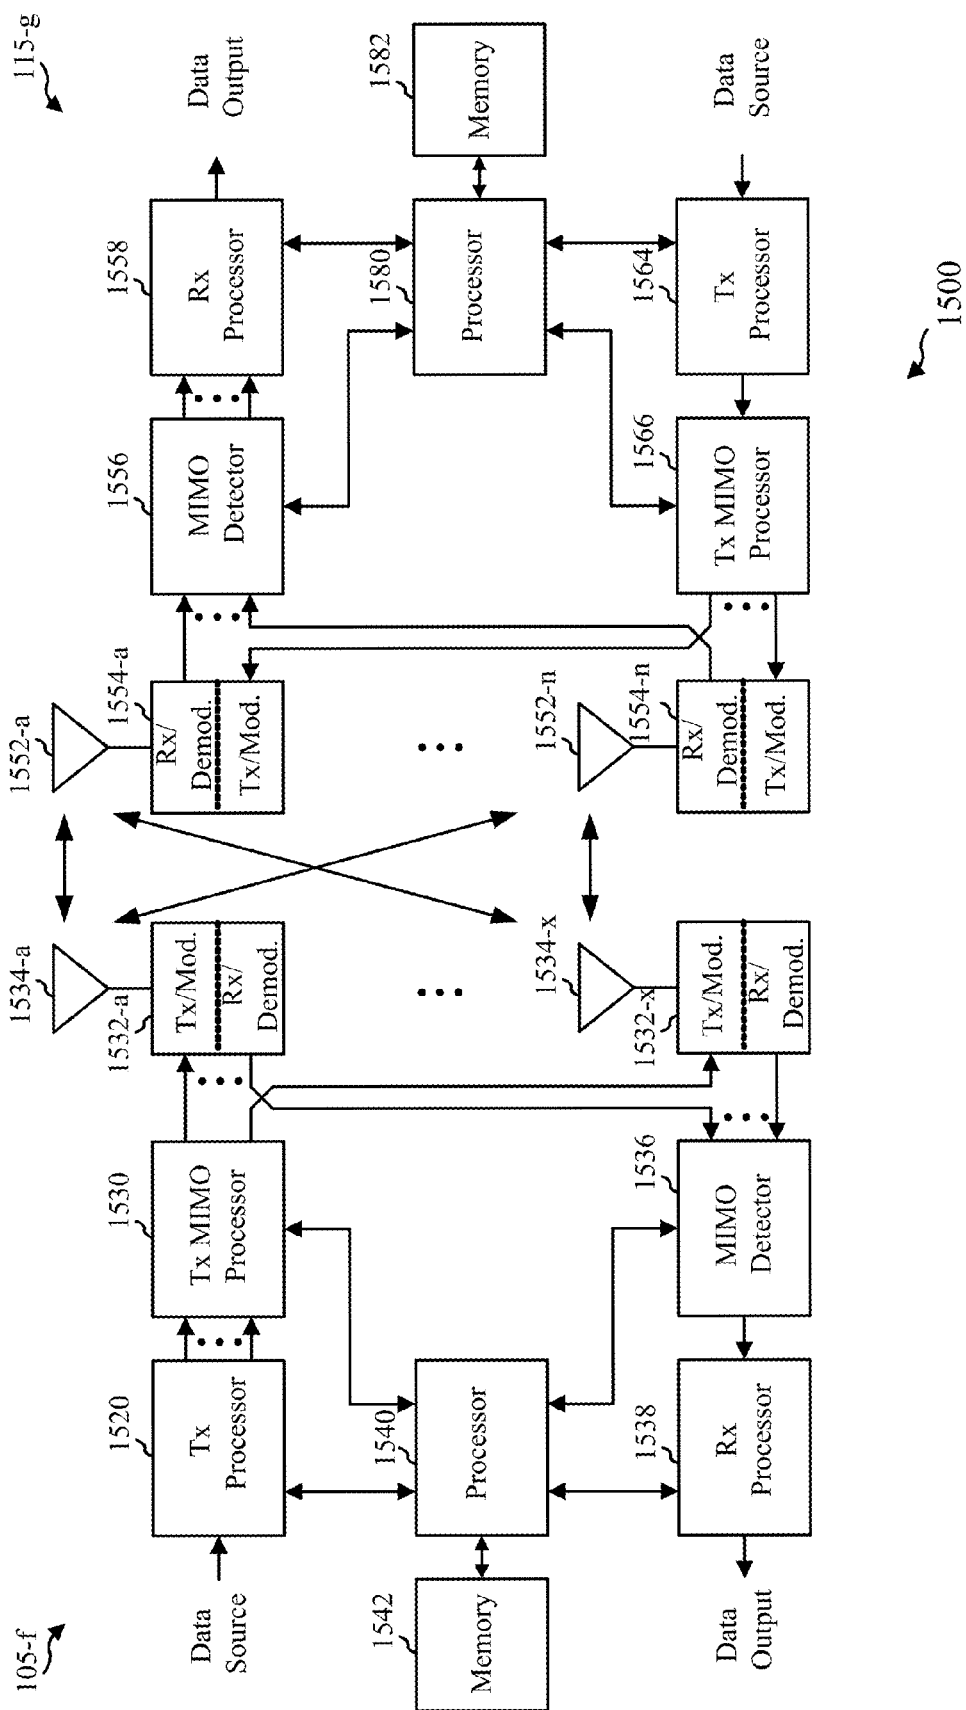 105-f
115-g
Data
Source
1520
Tx
Processor
1530
Tx MIMO
Processor
1532-a
Tx/Mod.
Rx/
Demod.
1534-a
1552-a
1554-a
Rx/
Demod.
Tx/Mod.
1556
MIMO
Detector
1558
Rx
Processor
Data
Output
1542
Memory
1540
Processor
1580
Processor
1582
Memory
Data
Output
1538
Rx
Processor
1536
MIMO
Detector
1532-x
Tx/Mod.
Rx/
Demod.
1534-x
1552-n
1554-n
Rx/
Demod.
Tx/Mod.
1566
Tx MIMO
Processor
1564
Tx
Processor
Data
Source
1500